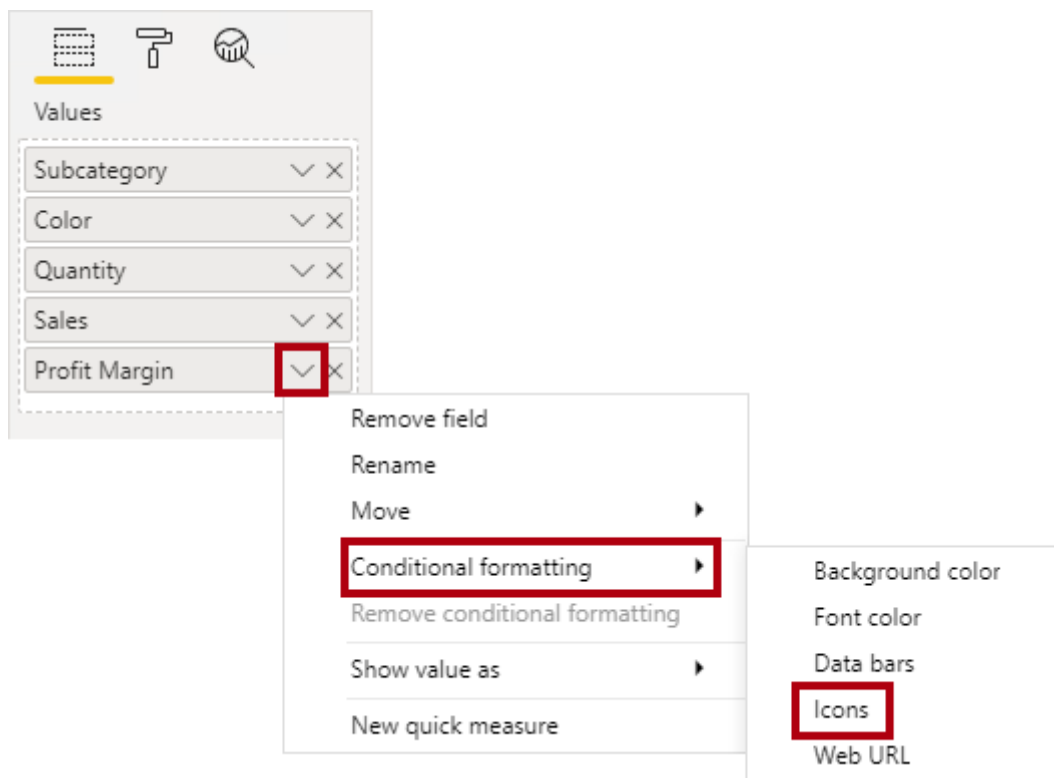 Values
Subcategory
Color
Quantity
Sales
Profit Margin
Remove field
Rename
Move
Conditional formatting
Remove conditional formatting
Show value as
New quick measure
Background color
Font color
Data bars
Icons
Web URL